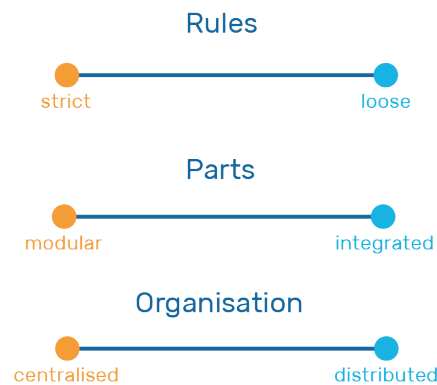 Rules
strict loose
Parts
modular integrated
Organisation
centralised distributed